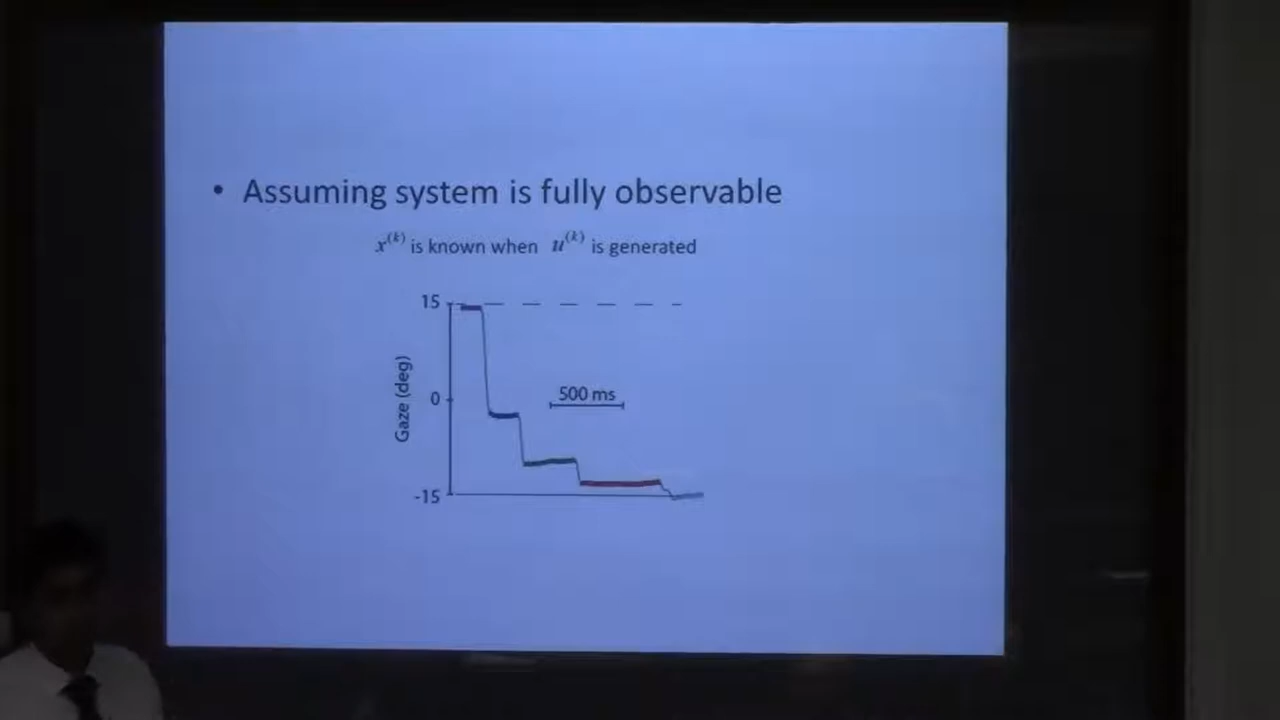 • Assuming system is fully observable
x^(k) is known when u^(k) is generated
15
Gaze (deg)
0
500 ms
-15